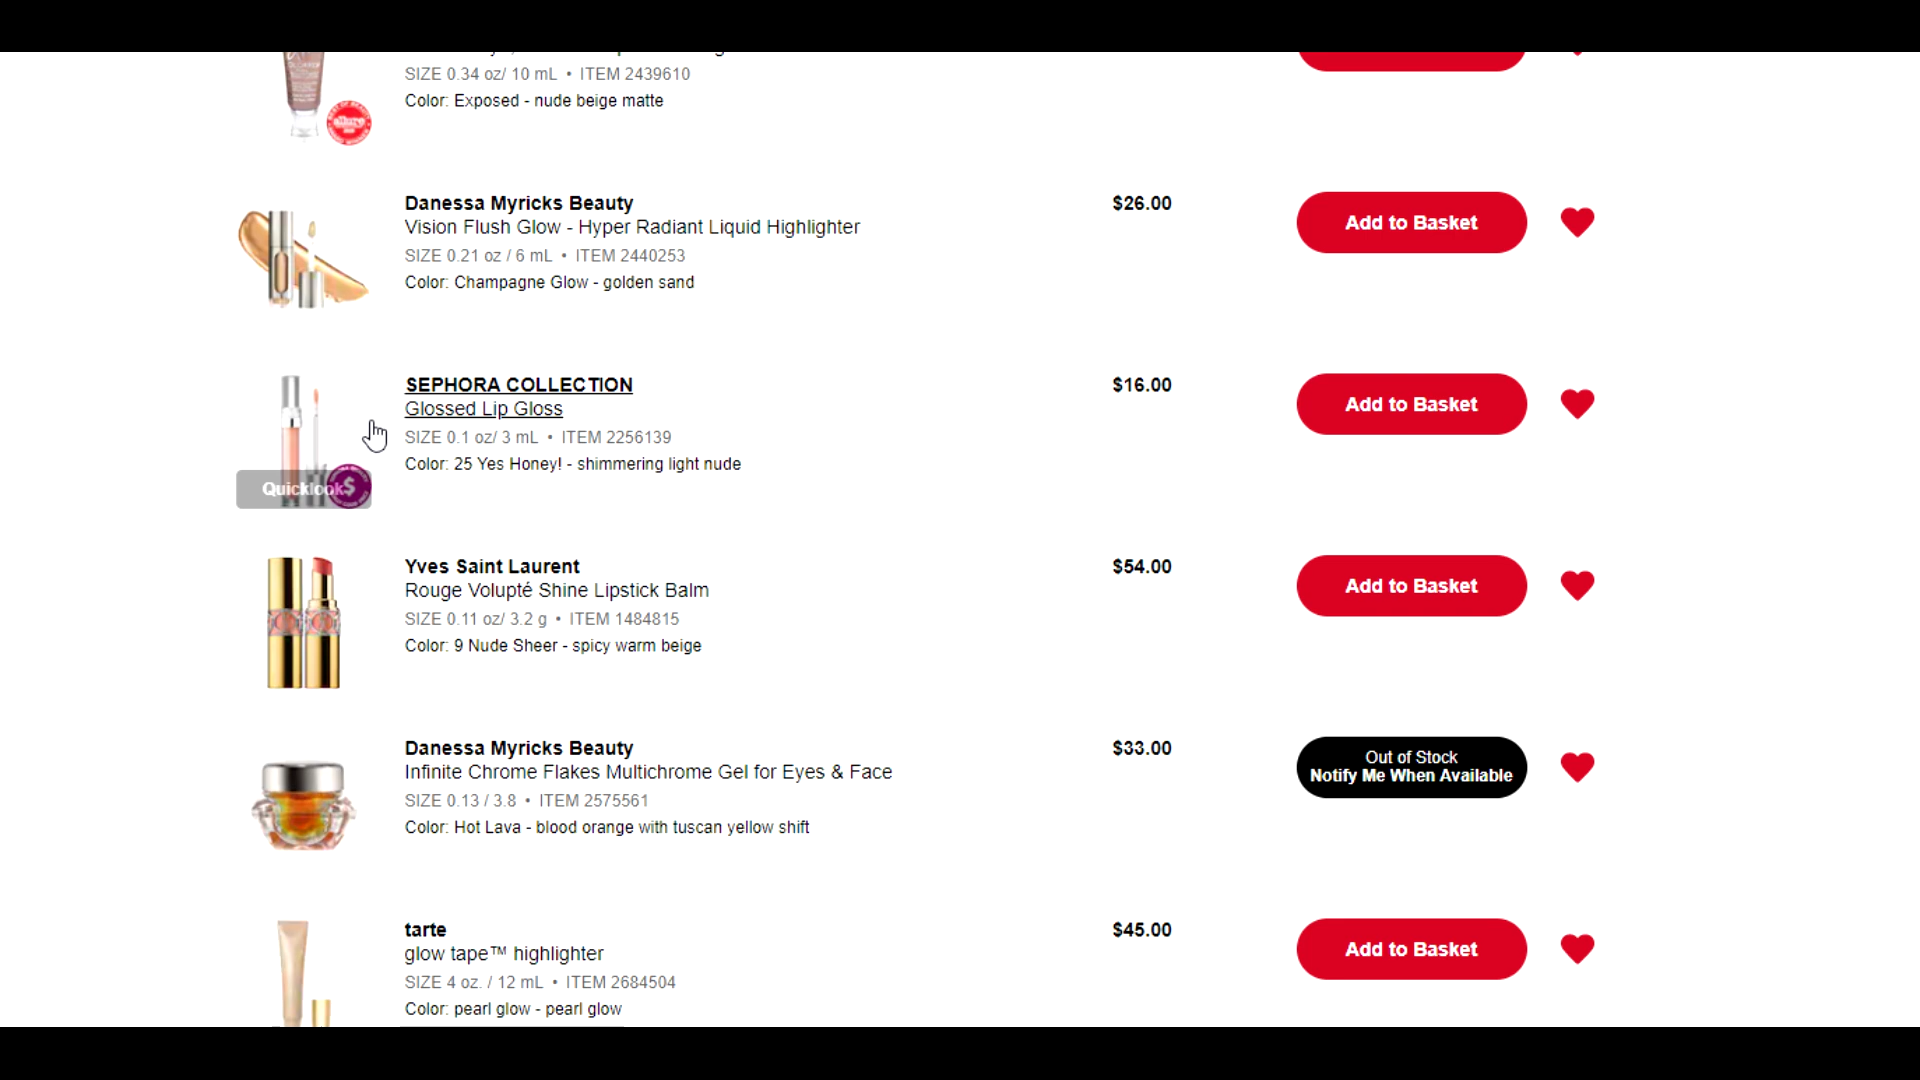 SIZE 0.34 oz/ 10 mL • ITEM 2439610
Color: Exposed - nude beige matte
allure
Danessa Myricks Beauty
$26.00
Add to Basket
Vision Flush Glow - Hyper Radiant Liquid Highlighter
SIZE 0.21 oz / 6 mL • ITEM 2440253
Color: Champagne Glow - golden sand
SEPHORA COLLECTION
$16.00
Add to Basket
Glossed Lip Gloss
SIZE 0.1 oz/ 3 mL • ITEM 2256139
Color: 25 Yes Honey! - shimmering light nude
Quicklook
$
Yves Saint Laurent
$54.00
Add to Basket
Rouge Volupté Shine Lipstick Balm
SIZE 0.11 oz/ 3.2 g • ITEM 1484815
Color: 9 Nude Sheer - spicy warm beige
Danessa Myricks Beauty
$33.00
Out of Stock
Notify Me When Available
Infinite Chrome Flakes Multichrome Gel for Eyes & Face
SIZE 0.13 / 3.8 • ITEM 2575561
Color: Hot Lava - blood orange with tuscan yellow shift
tarte
$45.00
Add to Basket
glow tape™ highlighter
SIZE 4 oz. / 12 mL • ITEM 2684504
Color: pearl glow - pearl glow